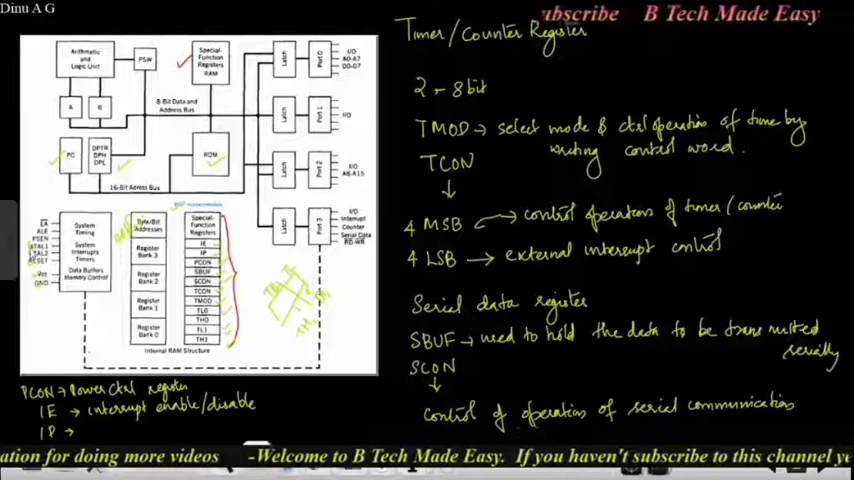 Dinu A G
ubscribe B Tech Made Easy
Timer/Counter Register
2 - 8bit
TMOD → select mode & ctrl operation of time by
writing control word.
TCON
↓
4 MSB → control operations of timer/counter
4 LSB → external interrupt control
Serial data register
SBUF → used to hold the data to be transmitted
serially
SCON
↓
control of operation of serial communication
Arithmetic
and
Logic Unit
PSW
Special-
Function
Registers
RAM
Latch
Port 0
I/O
A0-A7
D0-D7
A
B
8-Bit Data and
Address Bus
Latch
Port 1
I/O
PC
DPTR
DPH
DPL
ROM
Latch
Port 2
I/O
A8-A15
16-Bit Adress Bus
Latch
Port 3
I/O
Interrupt
Counter
Serial Data
RD-WR
EA
ALE
PSEN
XTAL1
XTAL2
RESET
Vcc
GND
System
Timing
System
Interrupts
Timers
Data Buffers
Memory Control
Byte/Bit
Addresses
Register
Bank 3
Register
Bank 2
Register
Bank 1
Register
Bank 0
Special-
Function
Registers
IE
IP
PCON
SBUF
SCON
TCON
TMOD
TL0
TH0
TL1
TH1
Internal RAM Structure
PCON → Power Ctrl register
IE → interrupt enable/disable
IP →
ation for doing more videos -Welcome to B Tech Made Easy. If you haven't subscribe to this channel ye